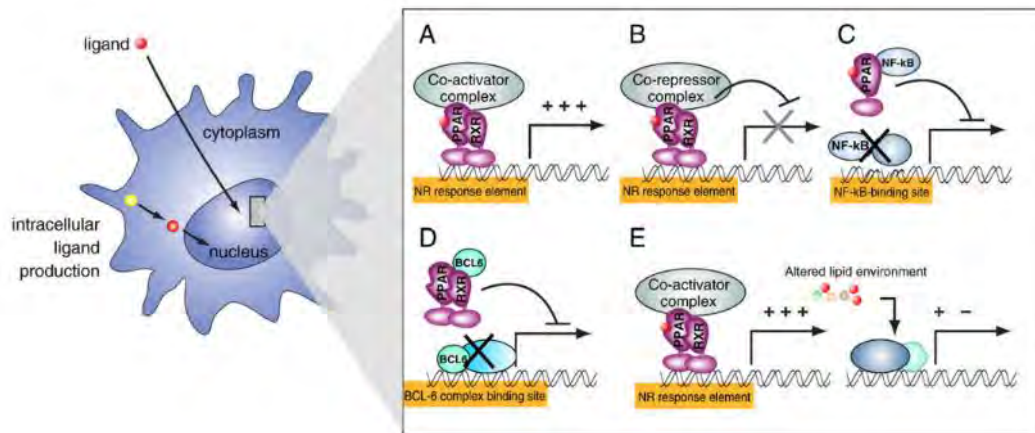 ligand
cytoplasm
intracellular
ligand
production
nucleus
A
Co-activator
complex
PPAR
RXR
+ + +
NR response element
B
Co-repressor
complex
PPAR
RXR
NR response element
C
PPAR
NF-kB
NF-kB
NF-kB-binding site
D
BCL6
PPAR
RXR
BCL6
BCL-6 complex binding site
E
Co-activator
complex
PPAR
RXR
+ + +
NR response element
Altered lipid environment
+ −